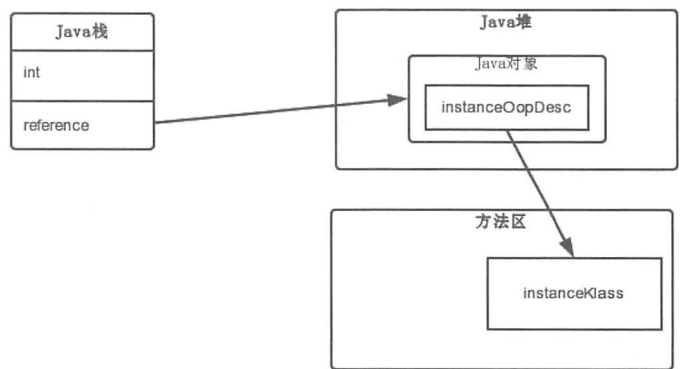 Java栈
int
reference
Java堆
Java对象
instanceOopDesc
方法区
instanceKlass